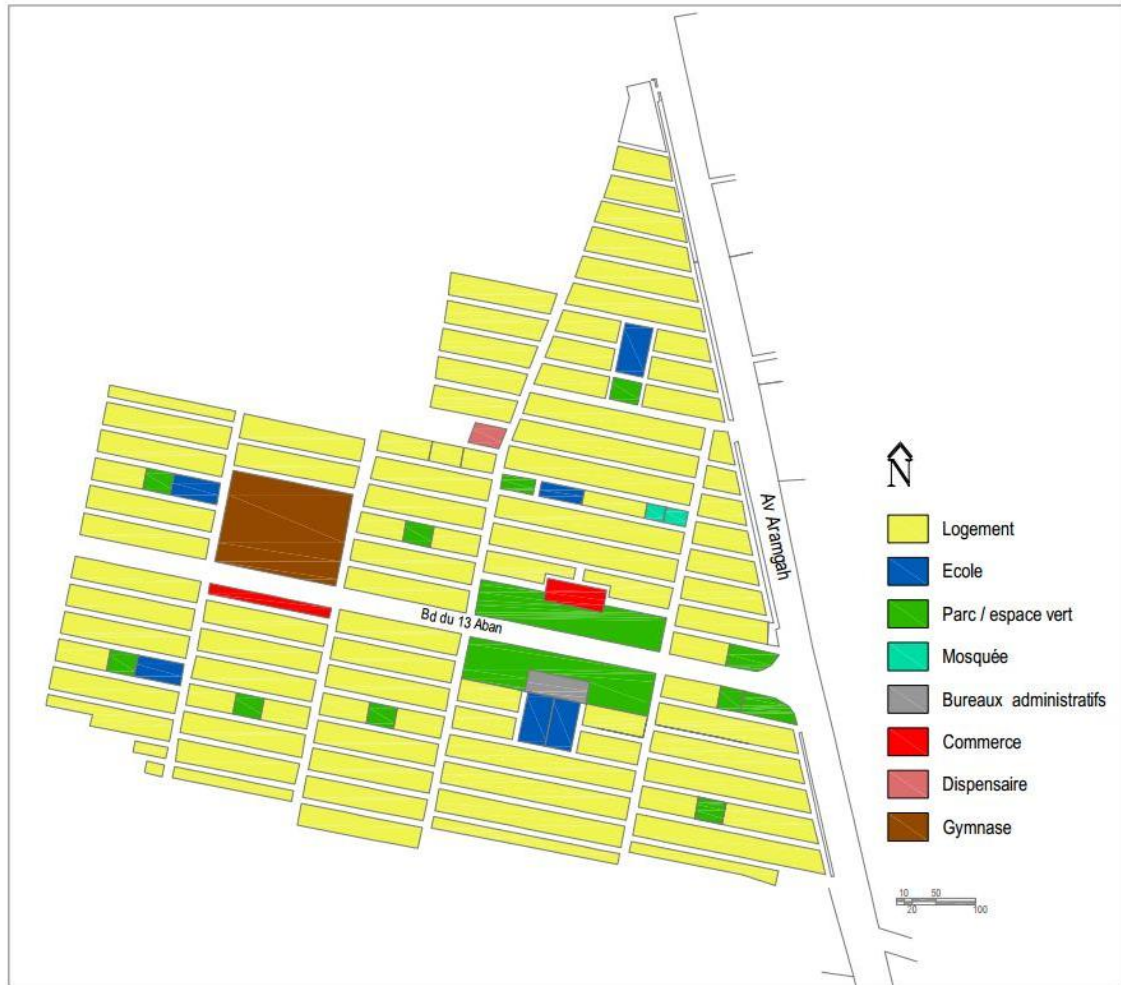 Av Aramgah
Bd du 13 Aban
N
Logement
Ecole
Parc / espace vert
Mosquée
Bureaux administratifs
Commerce
Dispensaire
Gymnase
10 50
20 100